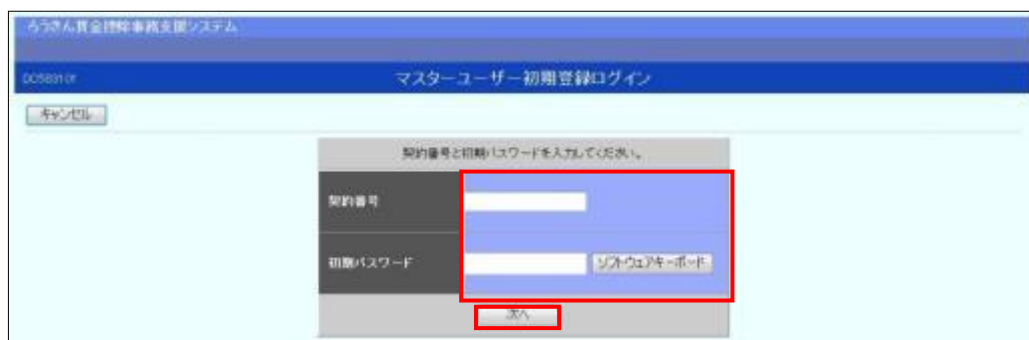 ろうきん賃金控除事務支援システム
マスターユーザー初期登録ログイン
キャンセル
契約番号と初期パスワードを入力してください。
契約番号
初期パスワード
ソフトウェアキーボード
次へ